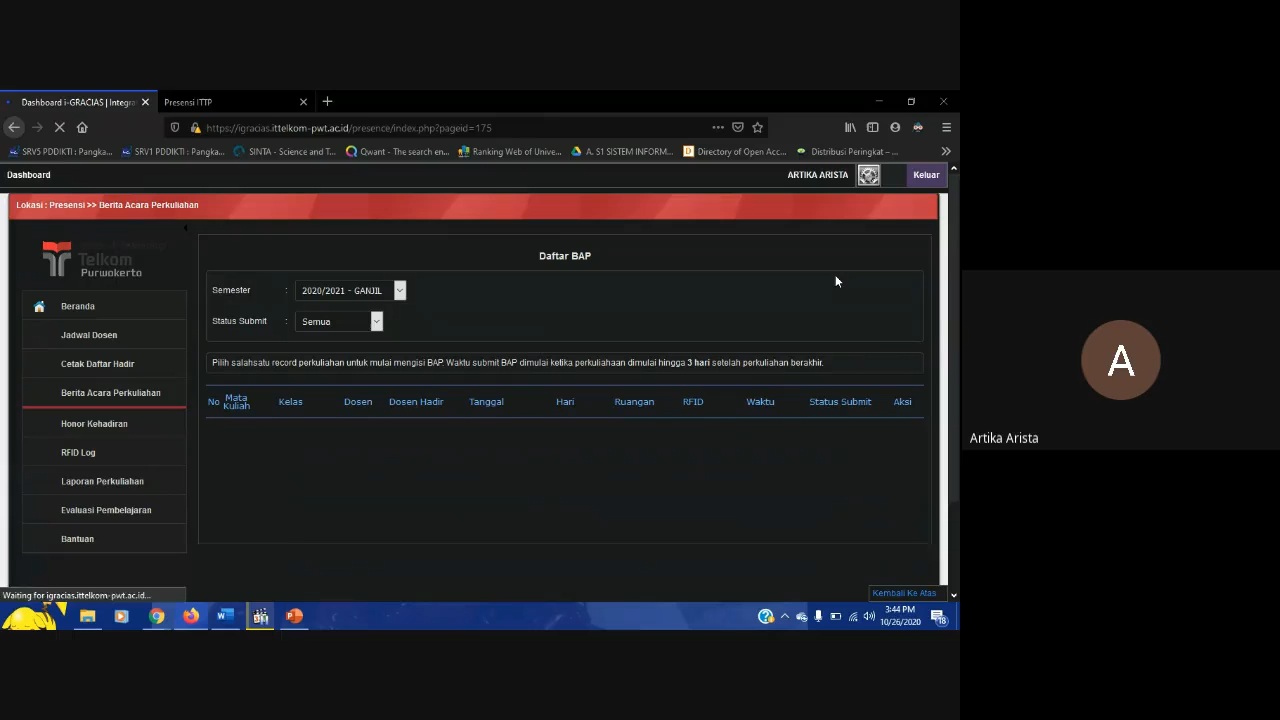 Dashboard i-GRACIAS | Integra
Presensi ITTP
https://igracias.ittelkom-pwt.ac.id/presence/index.php?pageid=175
SRV5 PDDIKTI : Pangka...
SRV1 PDDIKTI : Pangka...
SINTA - Science and T...
Qwant - The search en...
Ranking Web of Unive...
A. S1 SISTEM INFORM...
Directory of Open Acc...
Distribusi Peringkat – ...
Dashboard
ARTIKA ARISTA
Keluar
Lokasi : Presensi >> Berita Acara Perkuliahan
Telkom
Purwokerto
Beranda
Jadwal Dosen
Cetak Daftar Hadir
Berita Acara Perkuliahan
Honor Kehadiran
RFID Log
Laporan Perkuliahan
Evaluasi Pembelajaran
Bantuan
Daftar BAP
Semester : 2020/2021 - GANJIL
Status Submit : Semua
Pilih salahsatu record perkuliahan untuk mulai mengisi BAP. Waktu submit BAP dimulai ketika perkuliahaan dimulai hingga 3 hari setelah perkuliahan berakhir.
No Mata Kuliah Kelas Dosen Dosen Hadir Tanggal Hari Ruangan RFID Waktu Status Submit Aksi
Waiting for igracias.ittelkom-pwt.ac.id...
Kembali Ke Atas
3:44 PM
10/26/2020
18
A
Artika Arista